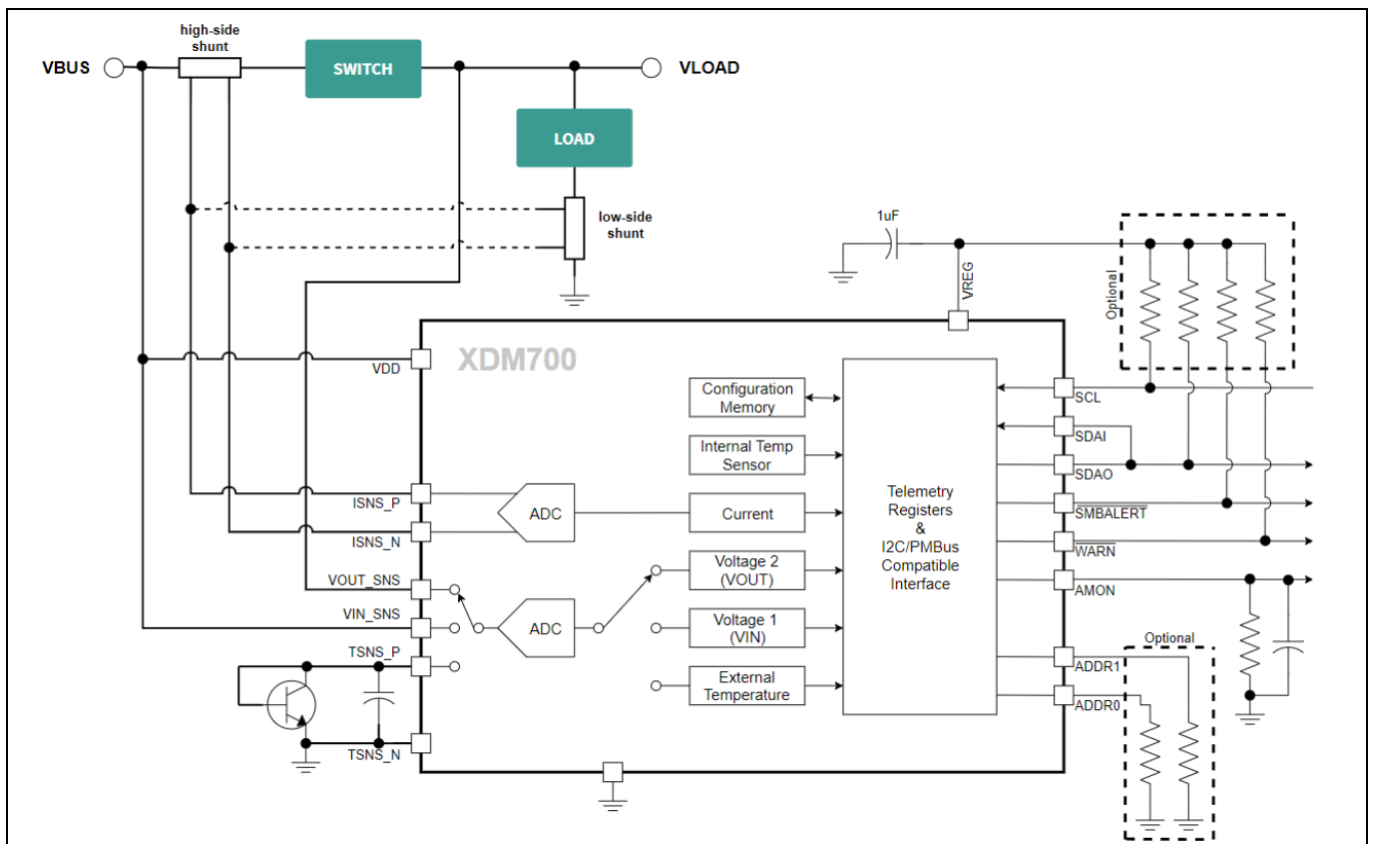 high-side
shunt
VBUS
SWITCH
VLOAD
LOAD
low-side
shunt
1uF
VREG
Optional
XDM700
VDD
ISNS_P
ISNS_N
VOUT_SNS
VIN_SNS
TSNS_P
TSNS_N
ADC
ADC
Configuration
Memory
Internal Temp
Sensor
Current
Voltage 2
(VOUT)
Voltage 1
(VIN)
External
Temperature
Telemetry
Registers
&
I2C/PMBus
Compatible
Interface
SCL
SDAI
SDAO
SMBALERT
WARN
AMON
ADDR1
ADDR0
Optional